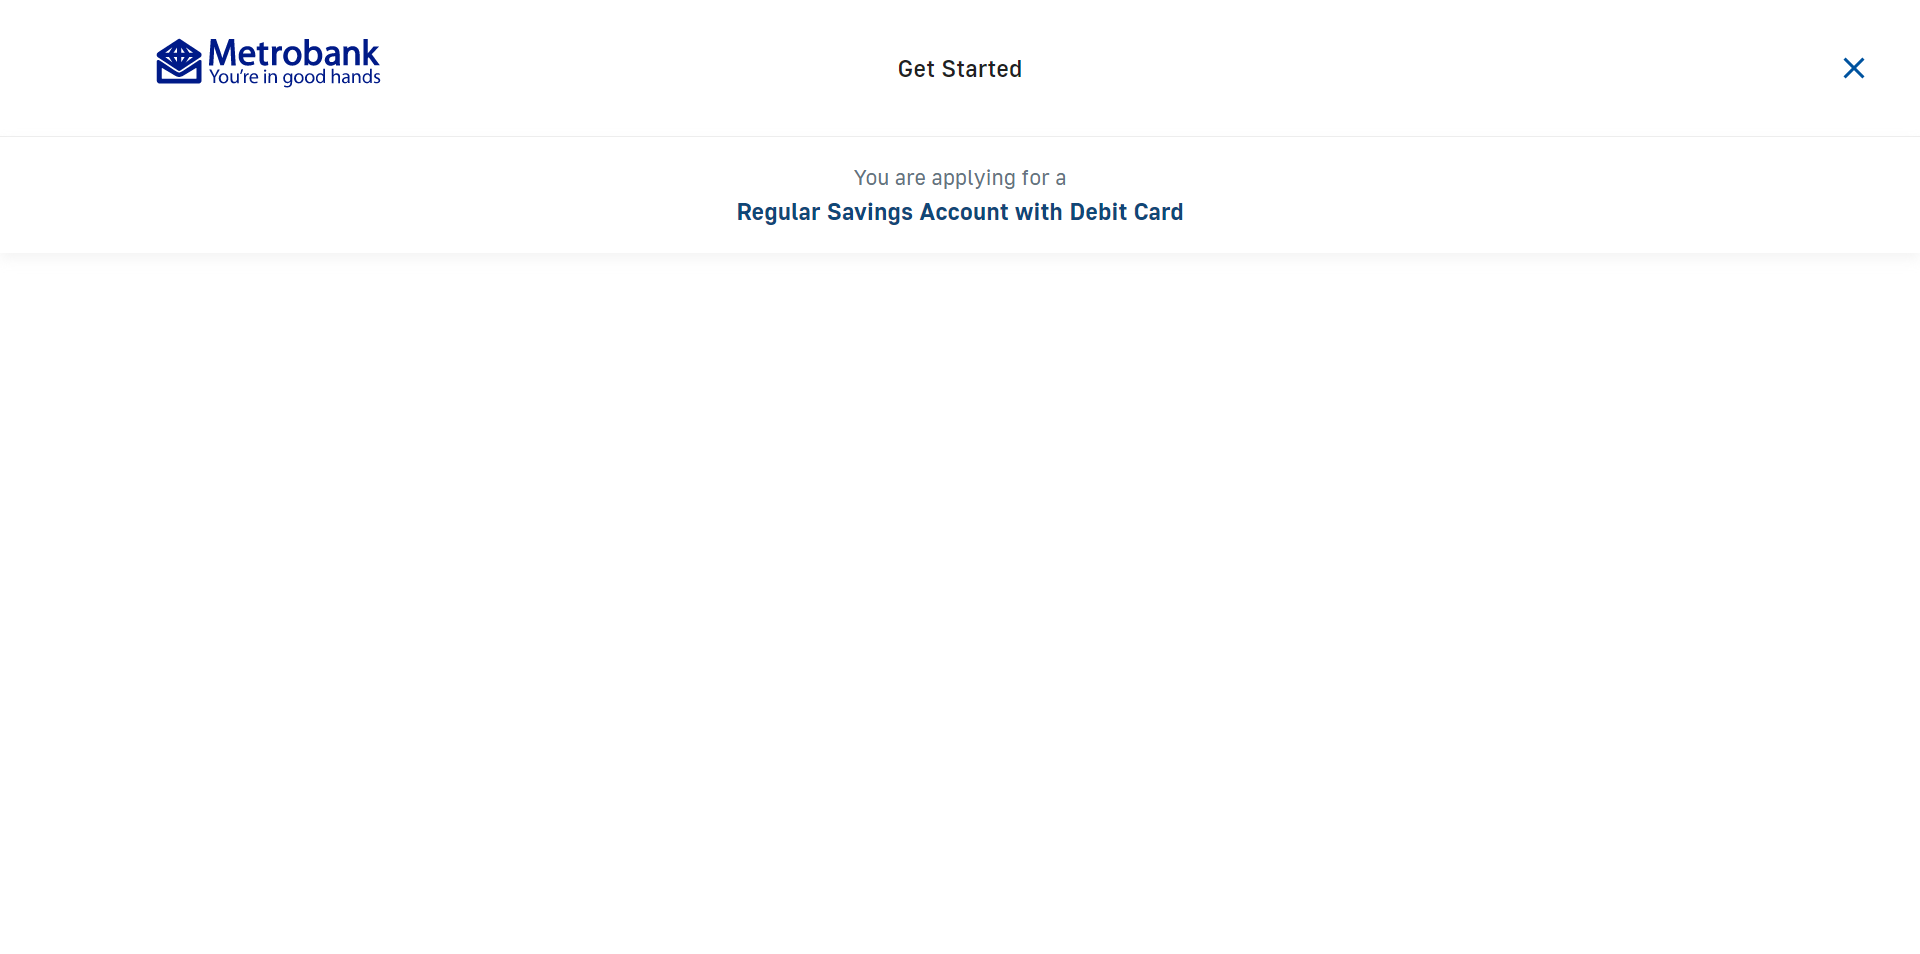 Metrobank
You're in good hands
Get Started
You are applying for a
Regular Savings Account with Debit Card